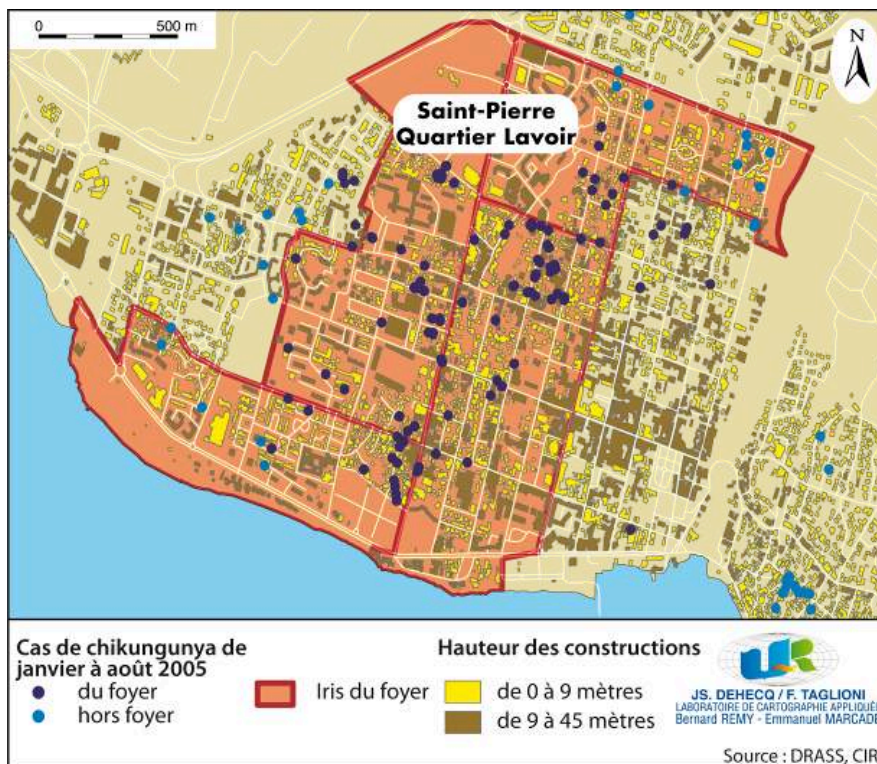 0 500 m
N
Saint-Pierre
Quartier Lavoir
Cas de chikungunya de
janvier à août 2005
du foyer
hors foyer
Iris du foyer
Hauteur des constructions
de 0 à 9 mètres
de 9 à 45 mètres
UR
JS. DEHECQ / F. TAGLIONI
LABORATOIRE DE CARTOGRAPHIE APPLIQUÉE
Bernard REMY - Emmanuel MARCADE
Source : DRASS, CIR